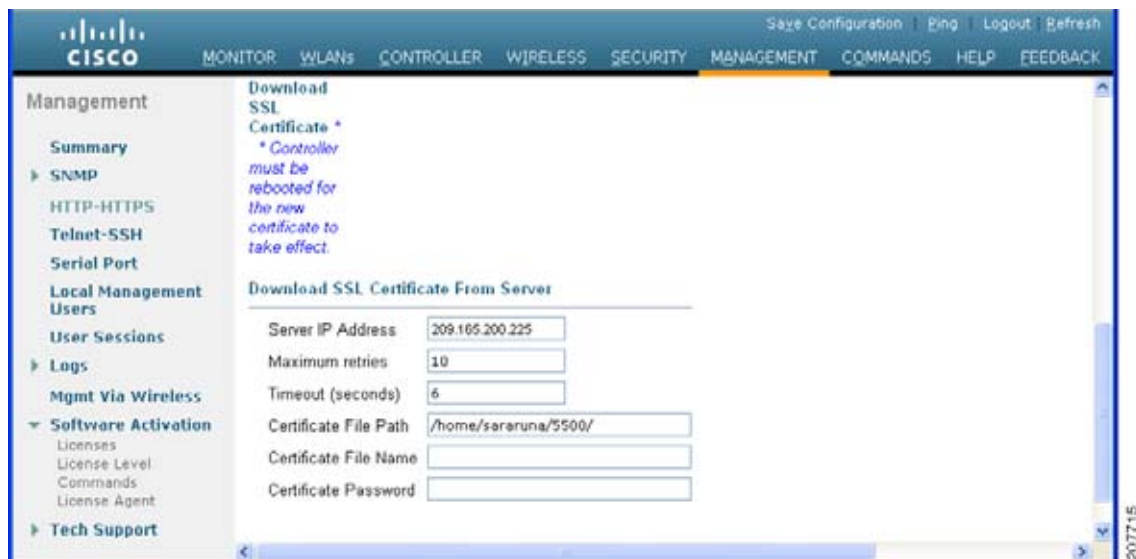 Save Configuration Ping Logout Refresh
CISCO MONITOR WLANs CONTROLLER WIRELESS SECURITY MANAGEMENT COMMANDS HELP FEEDBACK
Management
Summary
SNMP
HTTP-HTTPS
Telnet-SSH
Serial Port
Local Management
Users
User Sessions
Logs
Mgmt Via Wireless
Software Activation
Licenses
License Level
Commands
License Agent
Tech Support
Download
SSL
Certificate *
* Controller
must be
rebooted for
the new
certificate to
take effect.
Download SSL Certificate From Server
Server IP Address 209.165.200.225
Maximum retries 10
Timeout (seconds) 6
Certificate File Path /home/sararuna/5500/
Certificate File Name
Certificate Password
207715